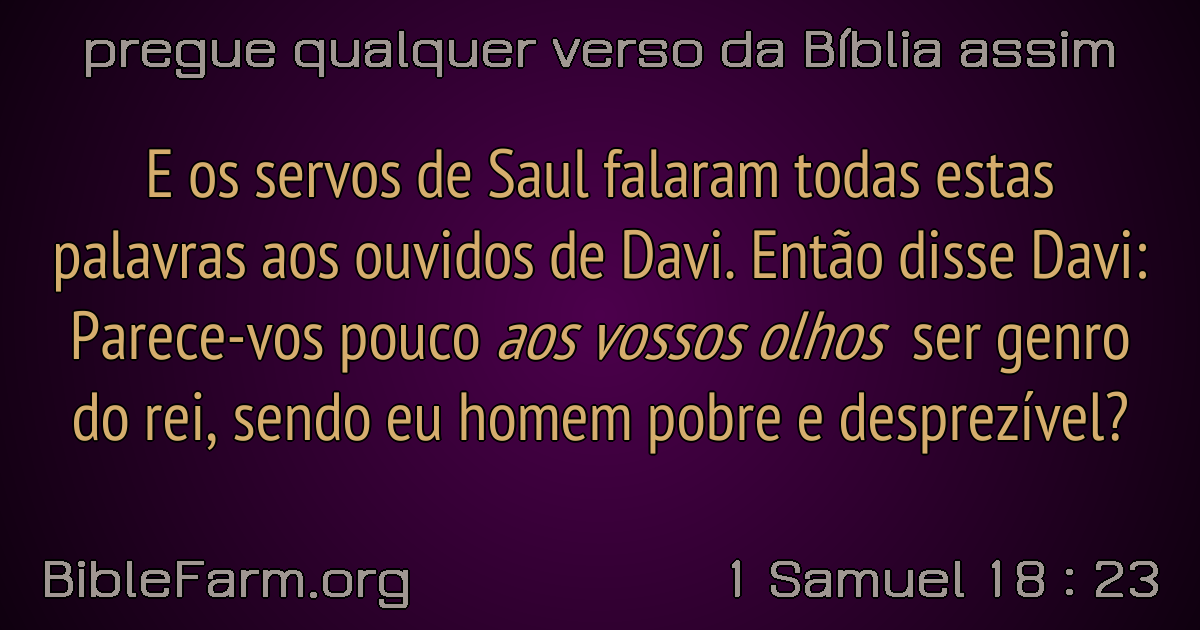 pregue qualquer verso da Bíblia assim
E os servos de Saul falaram todas estas
palavras aos ouvidos de Davi. Então disse Davi:
Parece-vos pouco aos vossos olhos ser genro
do rei, sendo eu homem pobre e desprezível?
BibleFarm.org
1 Samuel 18 : 23